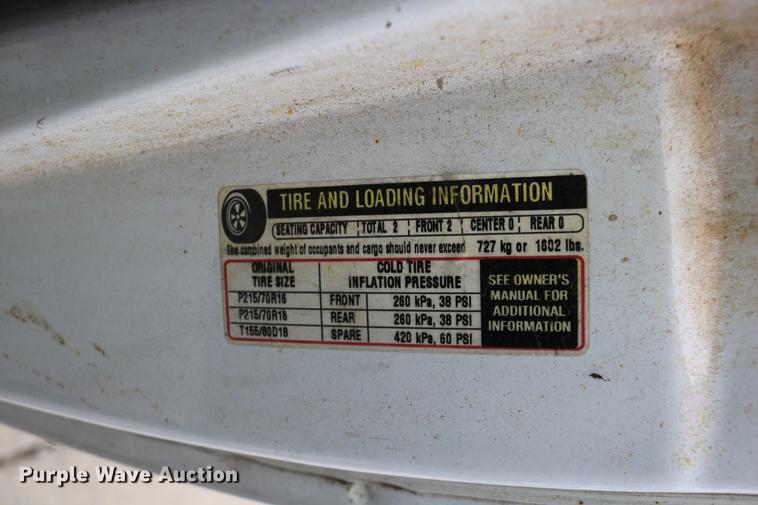 TIRE AND LOADING INFORMATION
SEATING CAPACITY TOTAL 2 FRONT 2 CENTER 0 REAR 0
The combined weight of occupants and cargo should never exceed 727 kg or 1602 lbs.
ORIGINAL TIRE SIZE
COLD TIRE INFLATION PRESSURE
P215/70R16 FRONT 260 kPa, 38 PSI
P215/70R16 REAR 260 kPa, 38 PSI
T155/80D18 SPARE 420 kPa, 60 PSI
SEE OWNER'S
MANUAL FOR
ADDITIONAL
INFORMATION
Purple Wave Auction